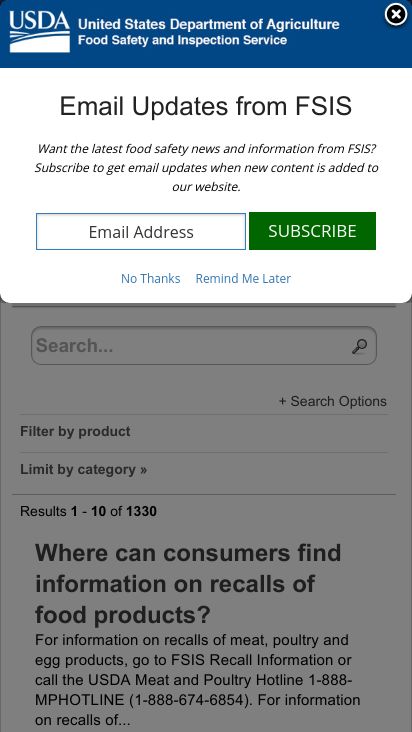 USDA
United States Department of Agriculture
Food Safety and Inspection Service
Email Updates from FSIS
Want the latest food safety news and information from FSIS?
Subscribe to get email updates when new content is added to
our website.
Email Address
SUBSCRIBE
No Thanks
Remind Me Later
Search...
+ Search Options
Filter by product
Limit by category »
Results 1 - 10 of 1330
Where can consumers find
information on recalls of
food products?
For information on recalls of meat, poultry and
egg products, go to FSIS Recall Information or
call the USDA Meat and Poultry Hotline 1-888-
MPHOTLINE (1-888-674-6854). For information
on recalls of...